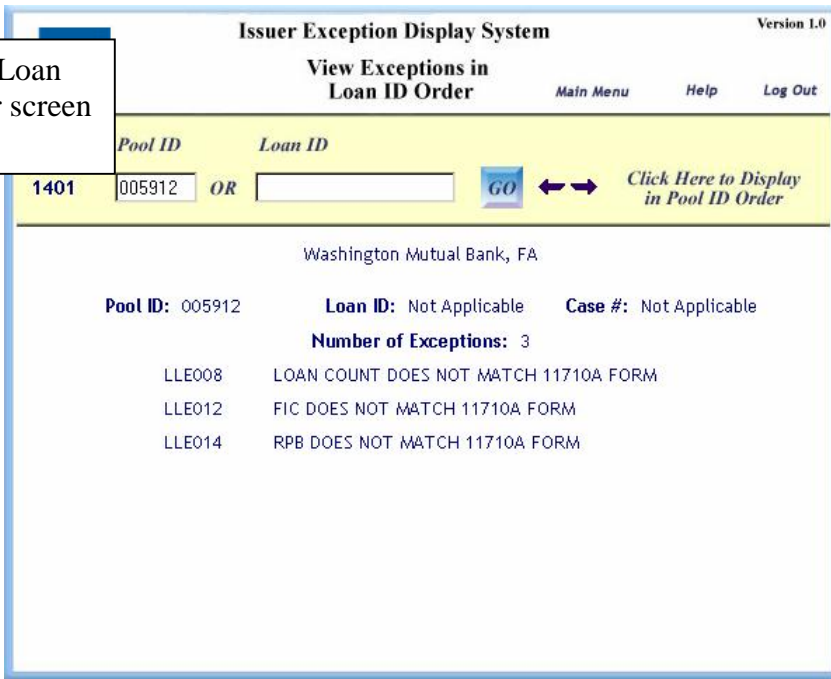 Issuer Exception Display System
Version 1.0
View Exceptions in
Loan ID Order
Main Menu Help Log Out
Loan
screen
Pool ID Loan ID
1401 005912 OR GO Click Here to Display
in Pool ID Order
Washington Mutual Bank, FA
Pool ID: 005912 Loan ID: Not Applicable Case #: Not Applicable
Number of Exceptions: 3
LLE008 LOAN COUNT DOES NOT MATCH 11710A FORM
LLE012 FIC DOES NOT MATCH 11710A FORM
LLE014 RPB DOES NOT MATCH 11710A FORM